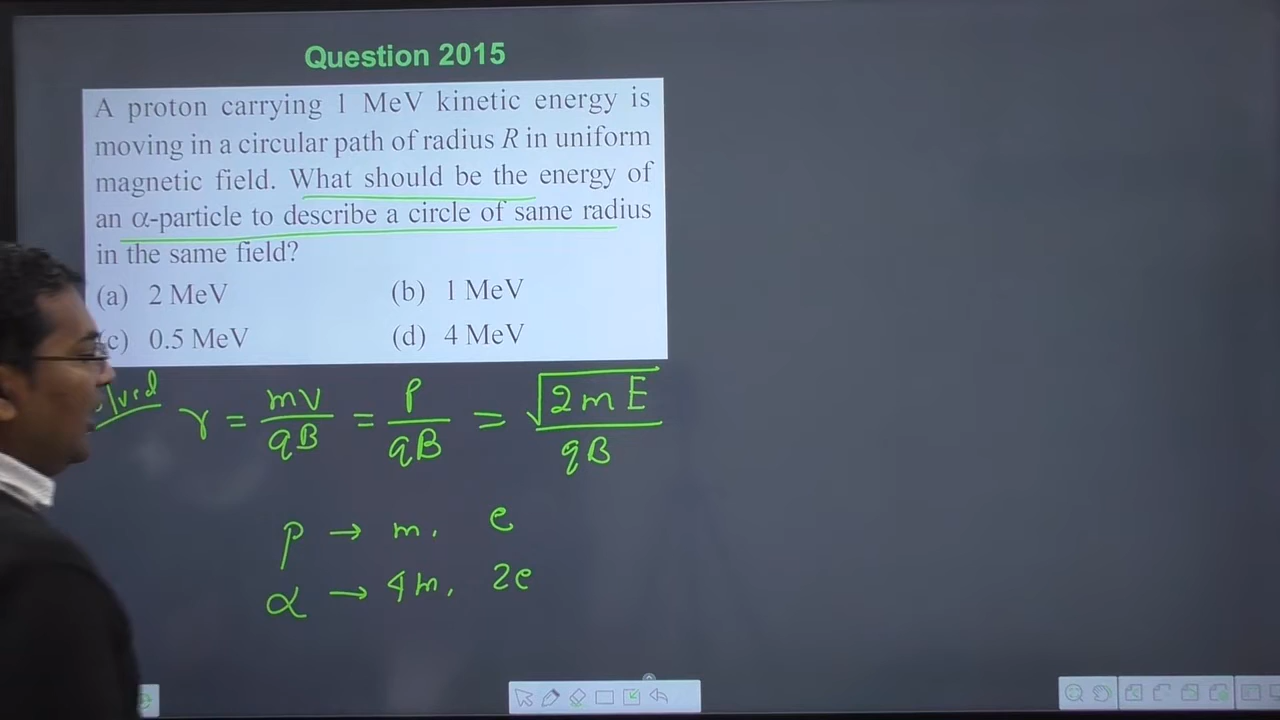 Question 2015
A proton carrying 1 MeV kinetic energy is
moving in a circular path of radius R in uniform
magnetic field. What should be the energy of
an α-particle to describe a circle of same radius
in the same field?
(a) 2 MeV (b) 1 MeV
c) 0.5 MeV (d) 4 MeV
r = mv/qB = p/qB = √2mE/qB
p → m, e
α → 4m, 2e